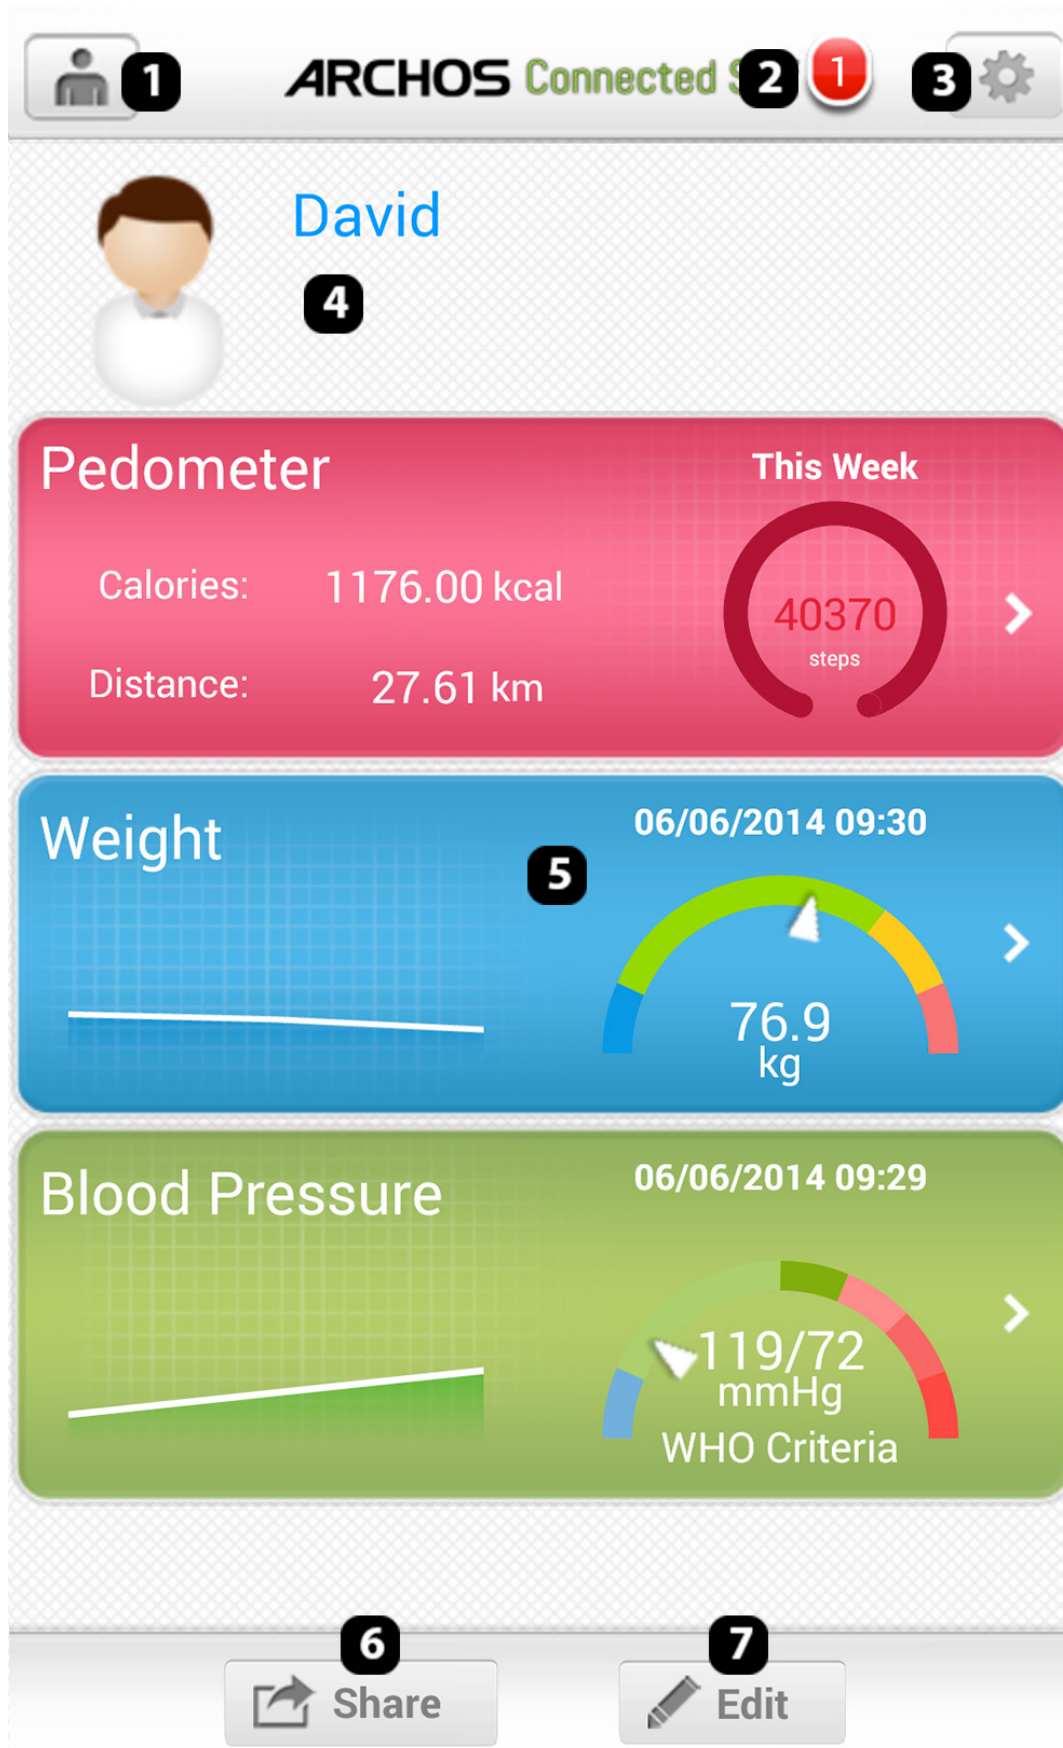 1
ARCHOS Connected
2
1
3
David
4
Pedometer
This Week
Calories: 1176.00 kcal
40370
steps
Distance: 27.61 km
Weight
06/06/2014 09:30
5
76.9
kg
Blood Pressure
06/06/2014 09:29
119/72
mmHg
WHO Criteria
6
7
Share
Edit